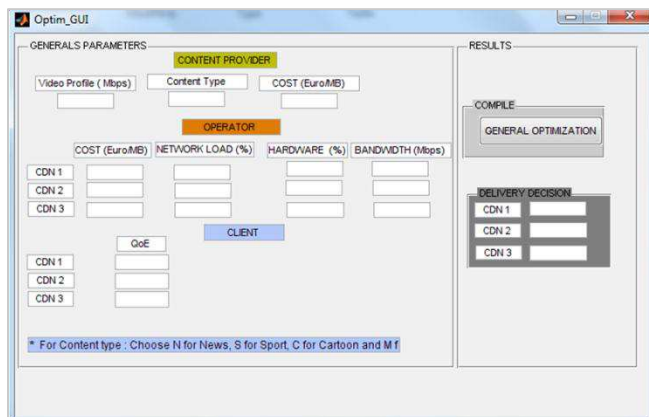 Optim_GUI
GENERALS PARAMETERS
CONTENT PROVIDER
Video Profile ( Mbps) Content Type COST (Euro/MB)
OPERATOR
COST (Euro/MB) NETWORK LOAD (%) HARDWARE (%) BANDWIDTH (Mbps)
CDN 1
CDN 2
CDN 3
CLIENT
QoE
CDN 1
CDN 2
CDN 3
* For Content type : Choose N for News, S for Sport, C for Cartoon and M f
RESULTS
COMPILE
GENERAL OPTIMIZATION
DELIVERY DECISION
CDN 1
CDN 2
CDN 3